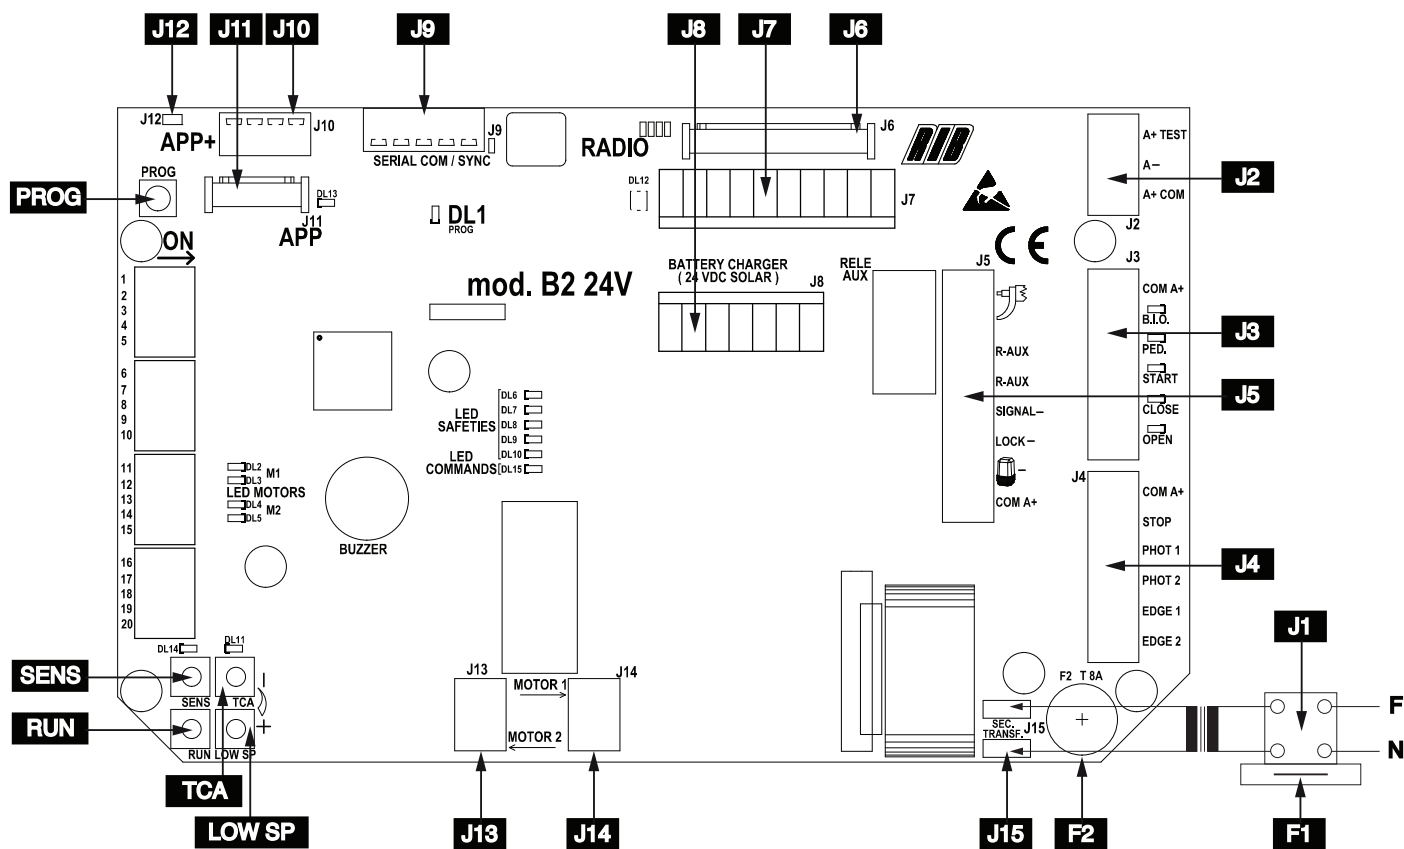 J12
J11
J10
J9
J8
J7
J6
J12
APP+
J10
SERIAL COM / SYNC
J9
RADIO
J6
RIB
A+ TEST
A−
A+ COM
J2
J2
PROG
PROG
DL13
J11
APP
DL1
PROG
DL12
J7
CE
ON
1
2
3
4
5
mod. B2 24V
BATTERY CHARGER
( 24 VDC SOLAR )
J8
RELE
AUX
J5
J3
COM A+
B.I.O.
PED.
START
CLOSE
OPEN
J3
R-AUX
R-AUX
SIGNAL−
LOCK−
−
COM A+
J5
6
7
8
9
10
LED
SAFETIES
LED
COMMANDS
DL6
DL7
DL8
DL9
DL10
DL15
11
12
13
14
15
DL2
M1
DL3
LED MOTORS
DL4
M2
DL5
BUZZER
J4
COM A+
STOP
PHOT 1
PHOT 2
EDGE 1
EDGE 2
J4
16
17
18
19
20
DL14
DL11
SENS
SENS
TCA
−
+
RUN
RUN
LOW SP
TCA
LOW SP
J13
MOTOR 1
MOTOR 2
J14
J13
J14
F2 T 8A
SEC.
TRANSF.
J15
J15
F2
J1
F
N
F1